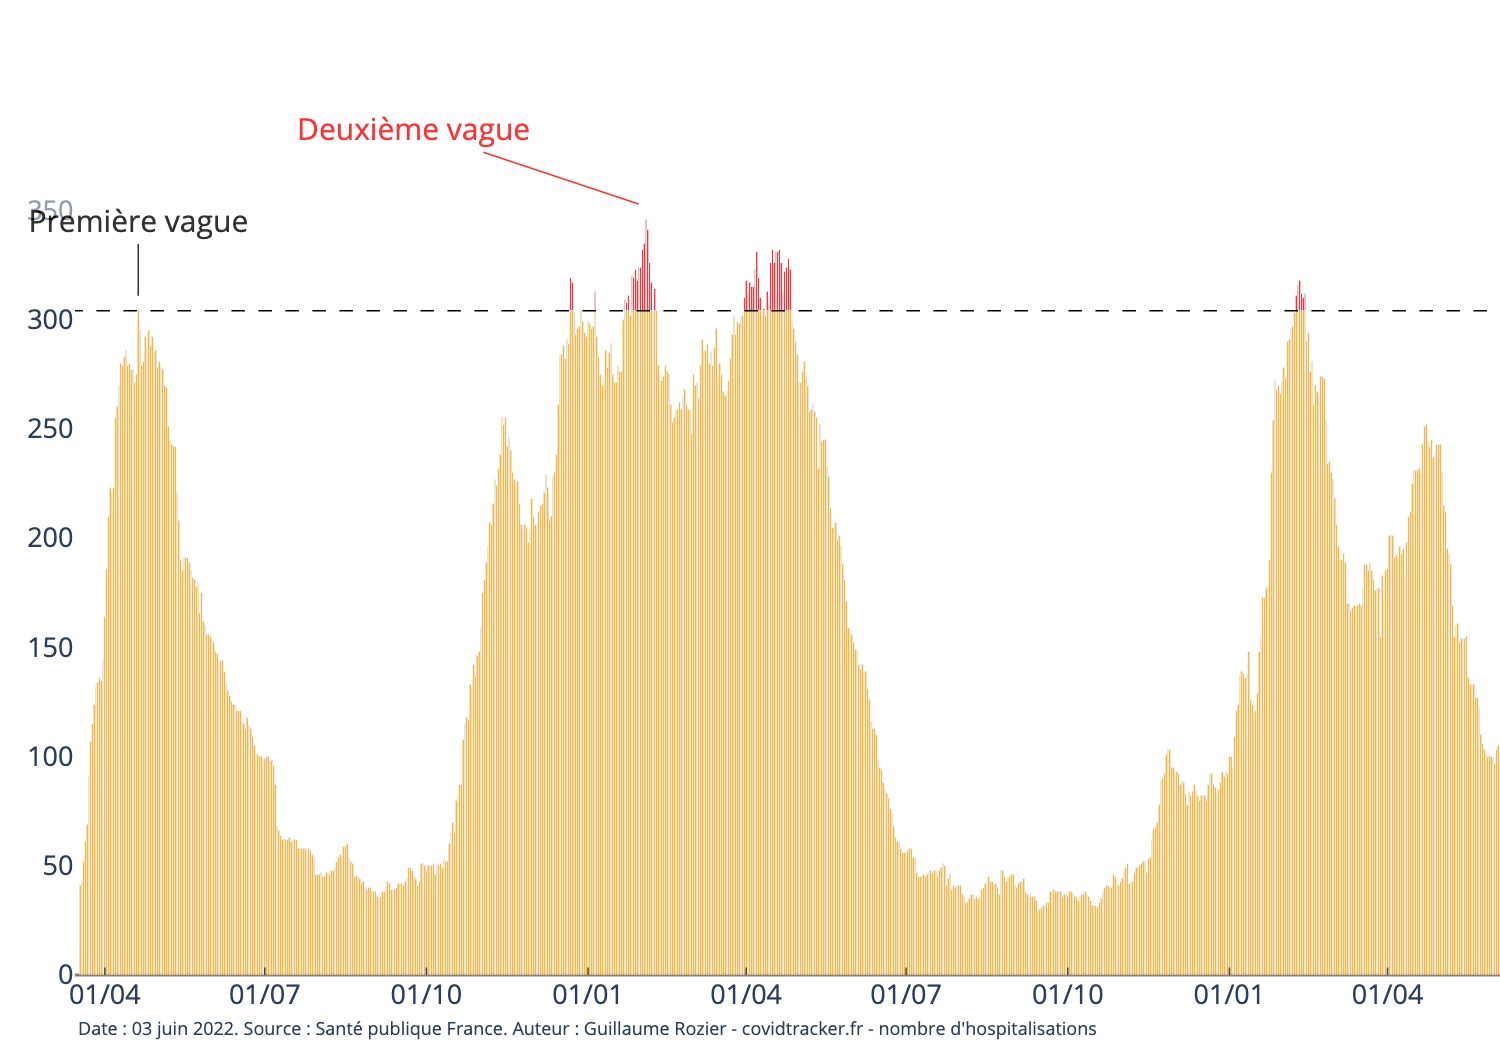 Deuxième vague
350
Première vague
300
250
200
150
100
50
0
01/04 01/07 01/10 01/01 01/04 01/07 01/10 01/01 01/04
Date : 03 juin 2022. Source : Santé publique France. Auteur : Guillaume Rozier - covidtracker.fr - nombre d'hospitalisations